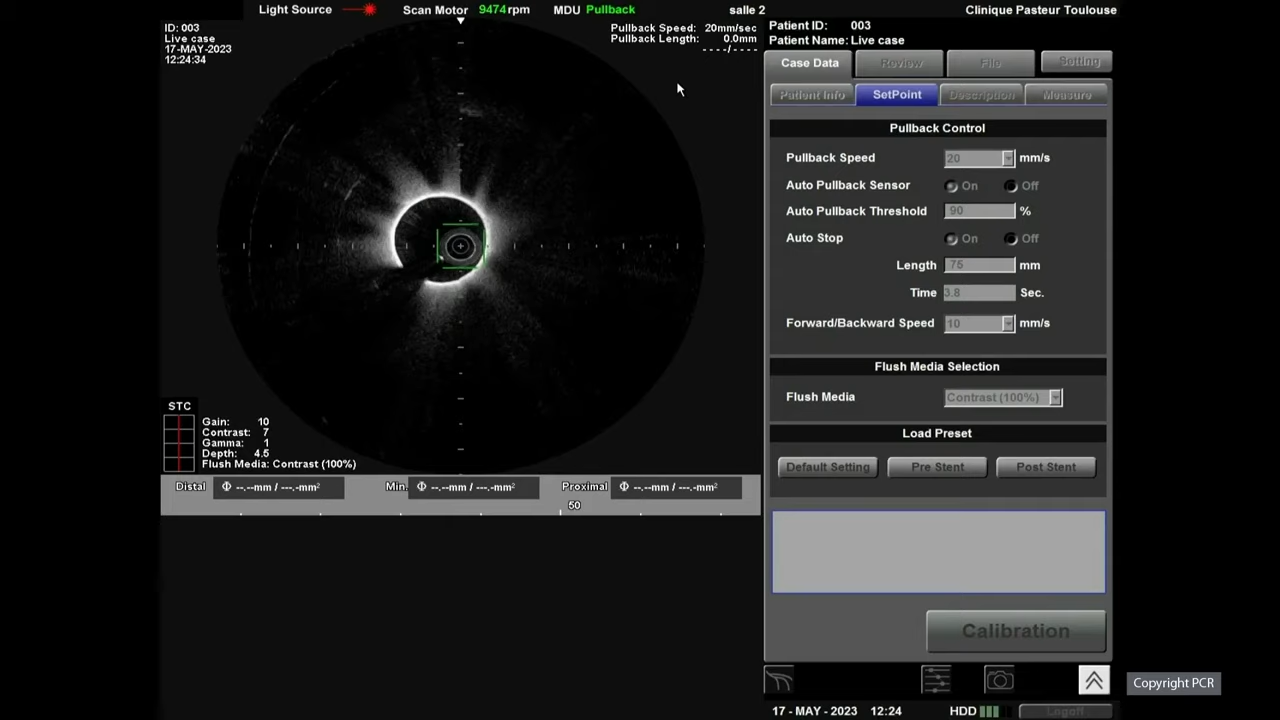 Light Source Scan Motor 9474rpm MDU Pullback salle 2 Clinique Pasteur Toulouse
ID: 003
Live case
17-MAY-2023
12:24:34
Pullback Speed: 20mm/sec
Pullback Length: 0.0mm
- - - - / - - - -
Patient ID: 003
Patient Name: Live case
Case Data Review File Setting
Patient Info SetPoint Description Measure
Pullback Control
Pullback Speed 20 mm/s
Auto Pullback Sensor On Off
Auto Pullback Threshold 90 %
Auto Stop On Off
Length 75 mm
Time 3.8 Sec.
Forward/Backward Speed 10 mm/s
Flush Media Selection
Flush Media Contrast (100%)
Load Preset
Default Setting Pre Stent Post Stent
STC
Gain: 10
Contrast: 7
Gamma: 1
Depth: 4.5
Flush Media: Contrast (100%)
Distal Φ --.--mm / ---.-mm² Min. Φ --.--mm / ---.-mm² Proximal Φ --.--mm / ---.-mm²
50
Calibration
Copyright PCR
17 - MAY - 2023 12:24 HDD Logoff